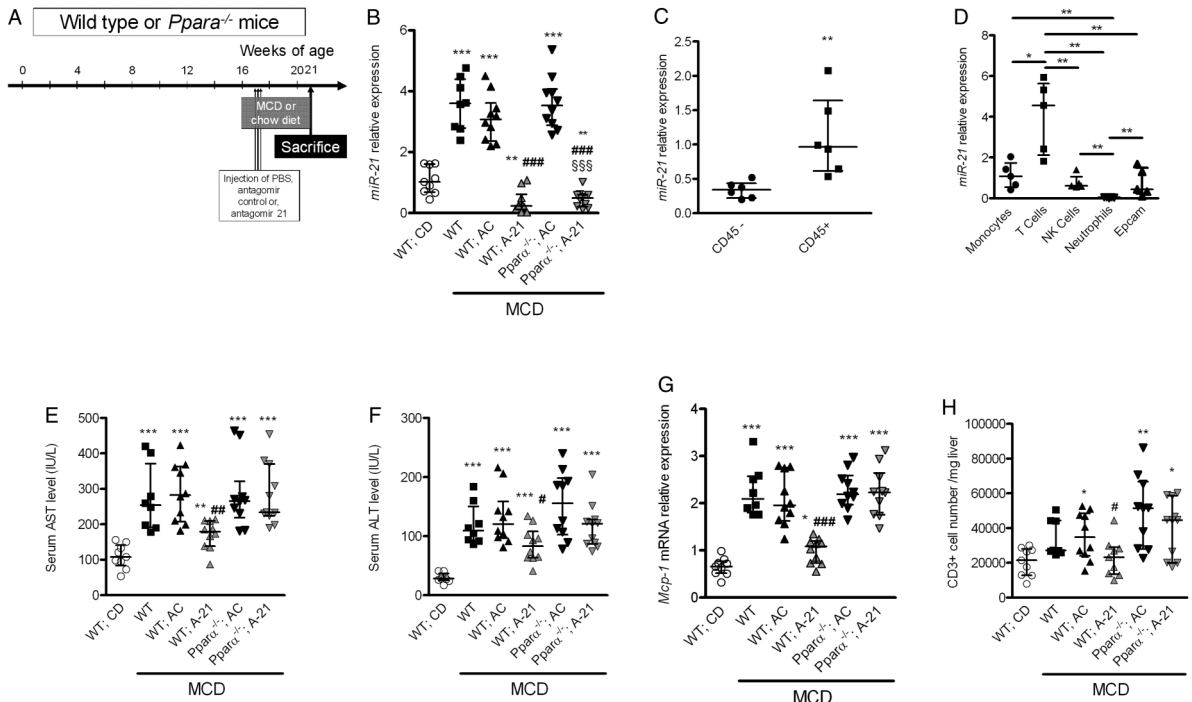 A
Wild type or Ppara-/- mice
Weeks of age
0 4 8 12 16 20 21
MCD or
chow diet
Sacrifice
Injection of PBS,
antagomir
control or,
antagomir 21
B
miR-21 relative expression
6
4
2
0
***
***
** ###
***
**
###
§§§
WT; CD
WT
WT; AC
WT; A-21
Pparα-/-; AC
Pparα-/-; A-21
MCD
C
miR-21 relative expression
2.5
2.0
1.5
1.0
0.5
0.0
**
CD45 -
CD45+
D
miR-21 relative expression
8
6
4
2
0
**
**
**
* **
**
**
Monocytes
T Cells
NK Cells
Neutrophils
Epcam
E
Serum AST level (IU/L)
500
400
300
200
100
0
***
***
** ##
***
***
WT; CD
WT
WT; AC
WT; A-21
Pparα-/-; AC
Pparα-/-; A-21
MCD
F
Serum ALT level (IU/L)
300
200
100
0
***
***
*** #
***
***
WT; CD
WT
WT; AC
WT; A-21
Pparα-/-; AC
Pparα-/-; A-21
MCD
G
Mcp-1 mRNA relative expression
4
3
2
1
0
***
***
* ###
***
***
WT; CD
WT
WT; AC
WT; A-21
Pparα-/-; AC
Pparα-/-; A-21
MCD
H
CD3+ cell number /mg liver
100000
80000
60000
40000
20000
0
*
#
**
*
WT; CD
WT
WT; AC
WT; A-21
Pparα-/-; AC
Pparα-/-; A-21
MCD